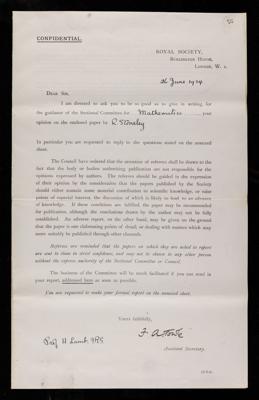 55
CONFIDENTIAL.
ROYAL SOCIETY,
BURLINGTON HOUSE,
LONDON, W. 1.
26 June 1924
DEAR SIR,
I am directed to ask you to be so good as to give in writing, for
the guidance of the Sectional Committee for Mathematics your
opinion on the enclosed paper by R Stoneley
In particular you are requested to reply to the questions stated on the annexed
sheet.
The Council have ordered that the attention of referees shall be drawn to the
fact that the body or bodies authorising publication are not responsible for the
opinions expressed by authors. The referees should be guided in the expression
of their opinion by the consideration that the papers published by the Society
should either contain some material contribution to scientific knowledge, or raise
points of especial interest, the discussion of which is likely to lead to an advance
of knowledge. If these conditions are fulfilled, the paper may be recommended
for publication, although the conclusions drawn by the author may not be fully
established. An adverse report, on the other hand, may be given on the ground
that the paper is one elaborating points of detail, or dealing with matters which may
more suitably be published through other channels.
Referees are reminded that the papers on which they are asked to report
are sent to them in strict confidence, and may not be shown to any other person
without the express authority of the Sectional Committee or Council.
The business of the Committee will be much facilitated if you can send in
your report, addressed here as soon as possible.
You are requested to make your formal report on the annexed sheet.
Yours faithfully,
Prof H Lamb. FRS
Assistant Secretary.